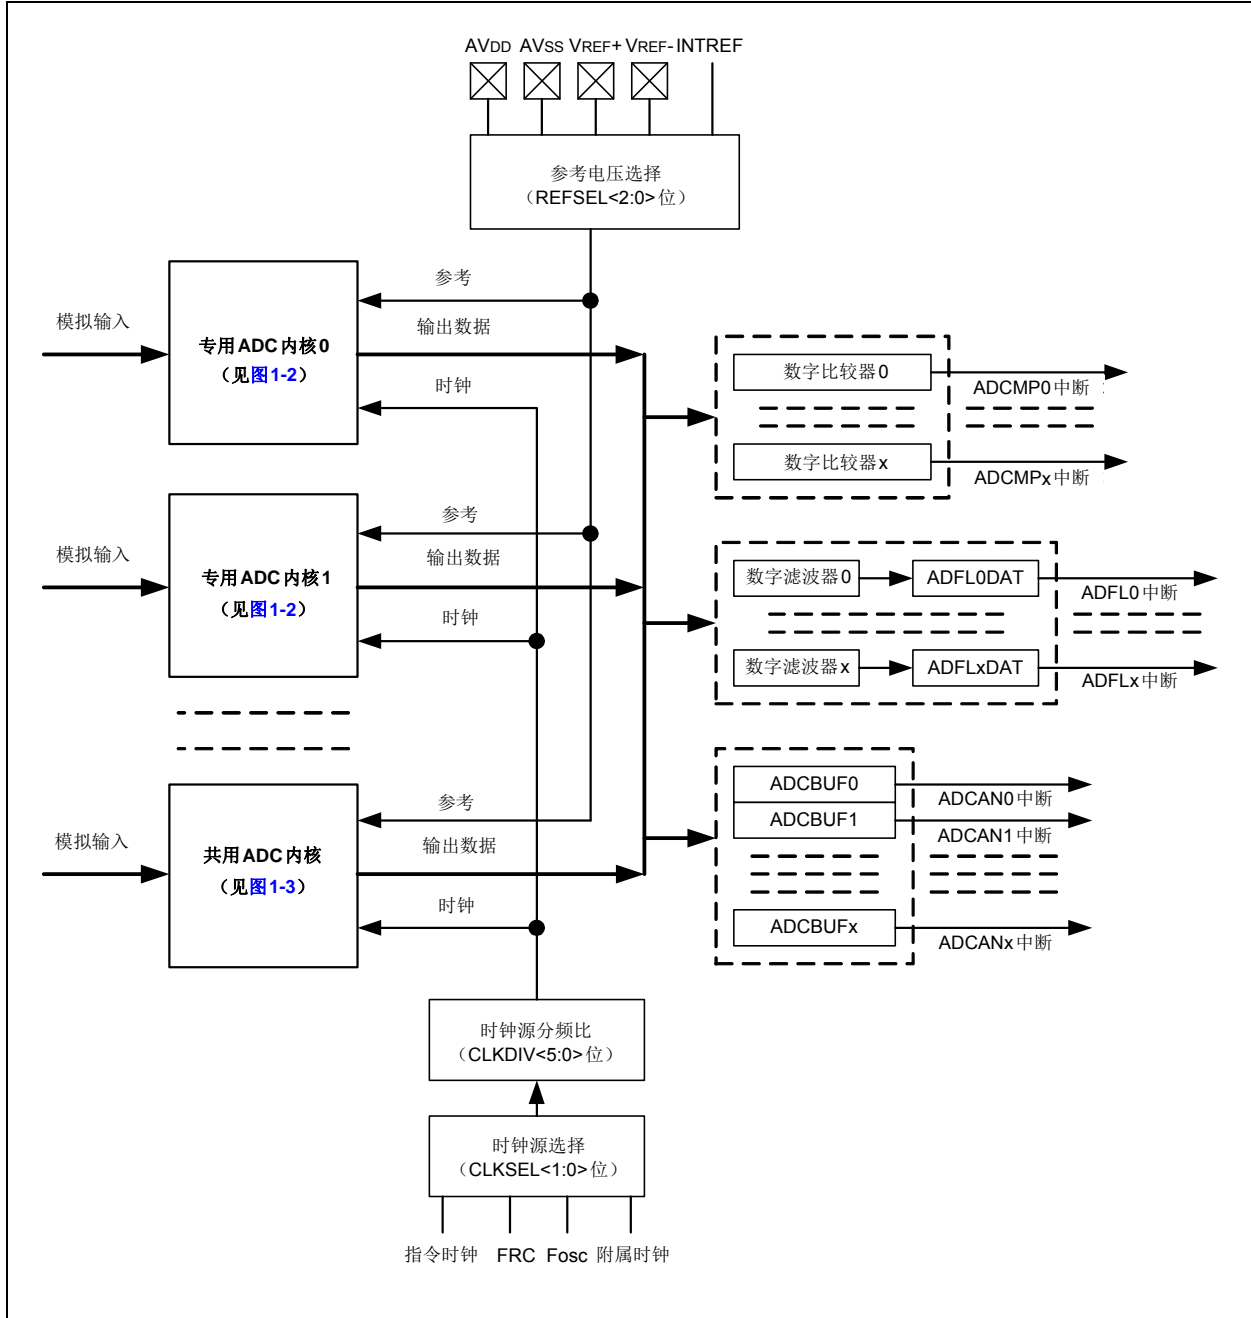 AVDD AVSS VREF+ VREF- INTREF
参考电压选择
（REFSEL<2:0>位）
参考
模拟输入
专用ADC内核0
（见图1-2）
输出数据
时钟
数字比较器0
ADCMP0中断
数字比较器x
ADCMPx中断
参考
模拟输入
专用ADC内核1
（见图1-2）
输出数据
时钟
数字滤波器0
ADFL0DAT
ADFL0中断
数字滤波器x
ADFLxDAT
ADFLx中断
参考
模拟输入
共用ADC内核
（见图1-3）
输出数据
时钟
ADCBUF0
ADCAN0中断
ADCBUF1
ADCAN1中断
ADCBUFx
ADCANx中断
时钟源分频比
（CLKDIV<5:0>位）
时钟源选择
（CLKSEL<1:0>位）
指令时钟 FRC Fosc 附属时钟